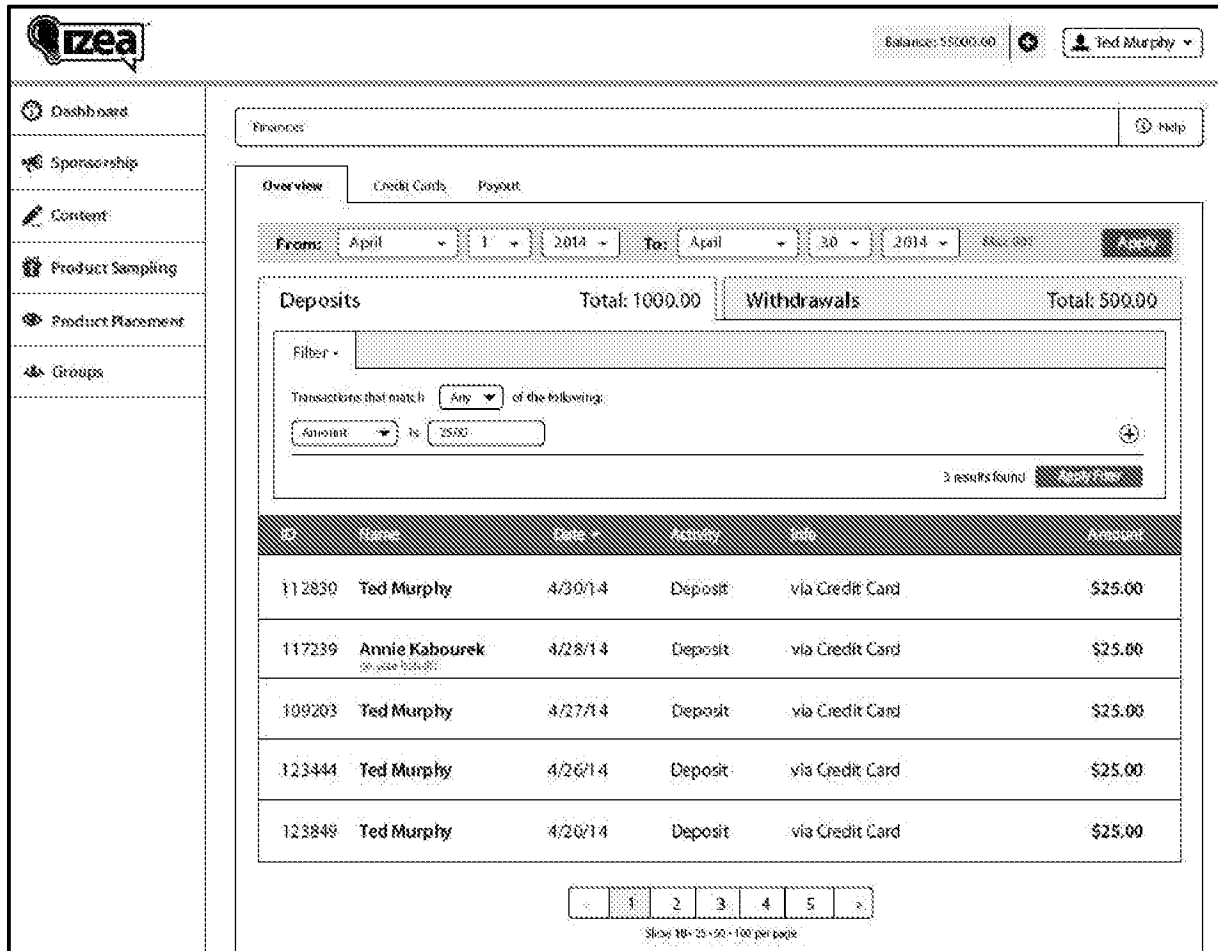 izea
Ted Murphy
Dashboard
Sponsorship
Content
Product Sampling
Product Placement
Groups
Finances
Help
Overview Credit Cards Payout
From: April 1 2014 To: April 30 2014 Apply
Deposits Total: 1000.00 Withdrawals Total: 500.00
Filter
Transactions that match Any of the following:
Amount is 25.00
3 results found Apply Filter
ID Name Date Activity Info Amount
112830 Ted Murphy 4/30/14 Deposit via Credit Card $25.00
117239 Annie Kabourek 4/28/14 Deposit via Credit Card $25.00
109203 Ted Murphy 4/27/14 Deposit via Credit Card $25.00
123444 Ted Murphy 4/26/14 Deposit via Credit Card $25.00
123849 Ted Murphy 4/20/14 Deposit via Credit Card $25.00
< 1 2 3 4 5 >
Show 10 - 25 - 50 - 100 per page